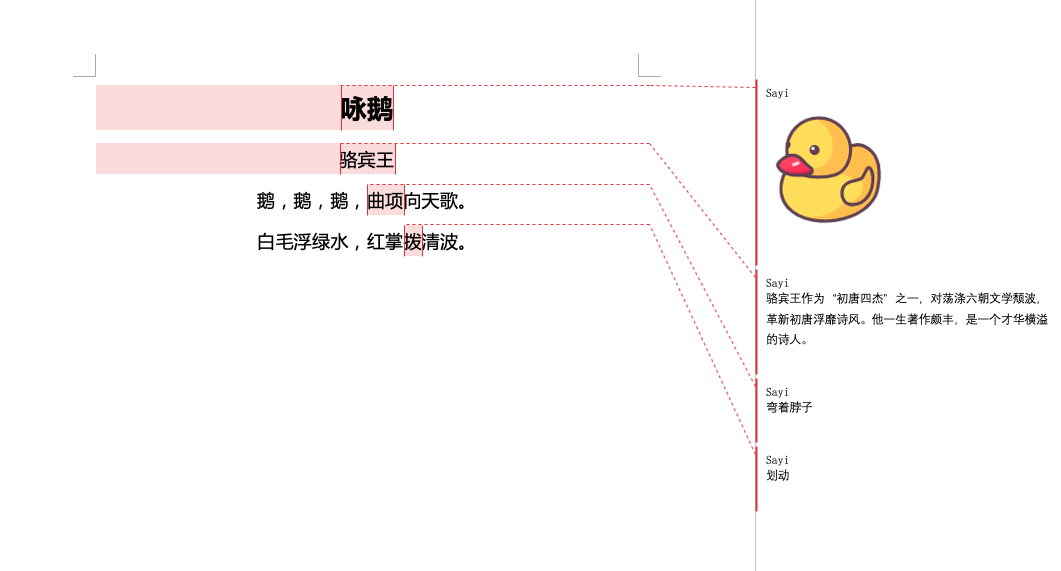 咏鹅
骆宾王
鹅，鹅，鹅，曲项向天歌。
白毛浮绿水，红掌拨清波。
Sayi
Sayi
骆宾王作为“初唐四杰”之一，对荡涤六朝文学颓波，
革新初唐浮靡诗风。他一生著作颇丰，是一个才华横溢
的诗人。
Sayi
弯着脖子
Sayi
划动